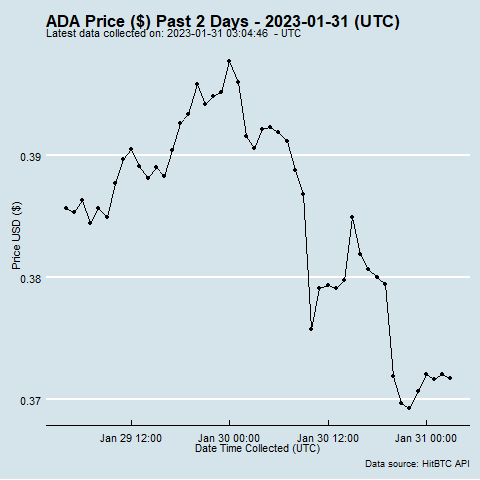 ADA Price ($) Past 2 Days - 2023-01-31 (UTC)
Latest data collected on: 2023-01-31 03:04:46 - UTC
0.39
0.38
0.37
Price USD ($)
Jan 29 12:00 Jan 30 00:00 Jan 30 12:00 Jan 31 00:00
Date Time Collected (UTC)
Data source: HitBTC API